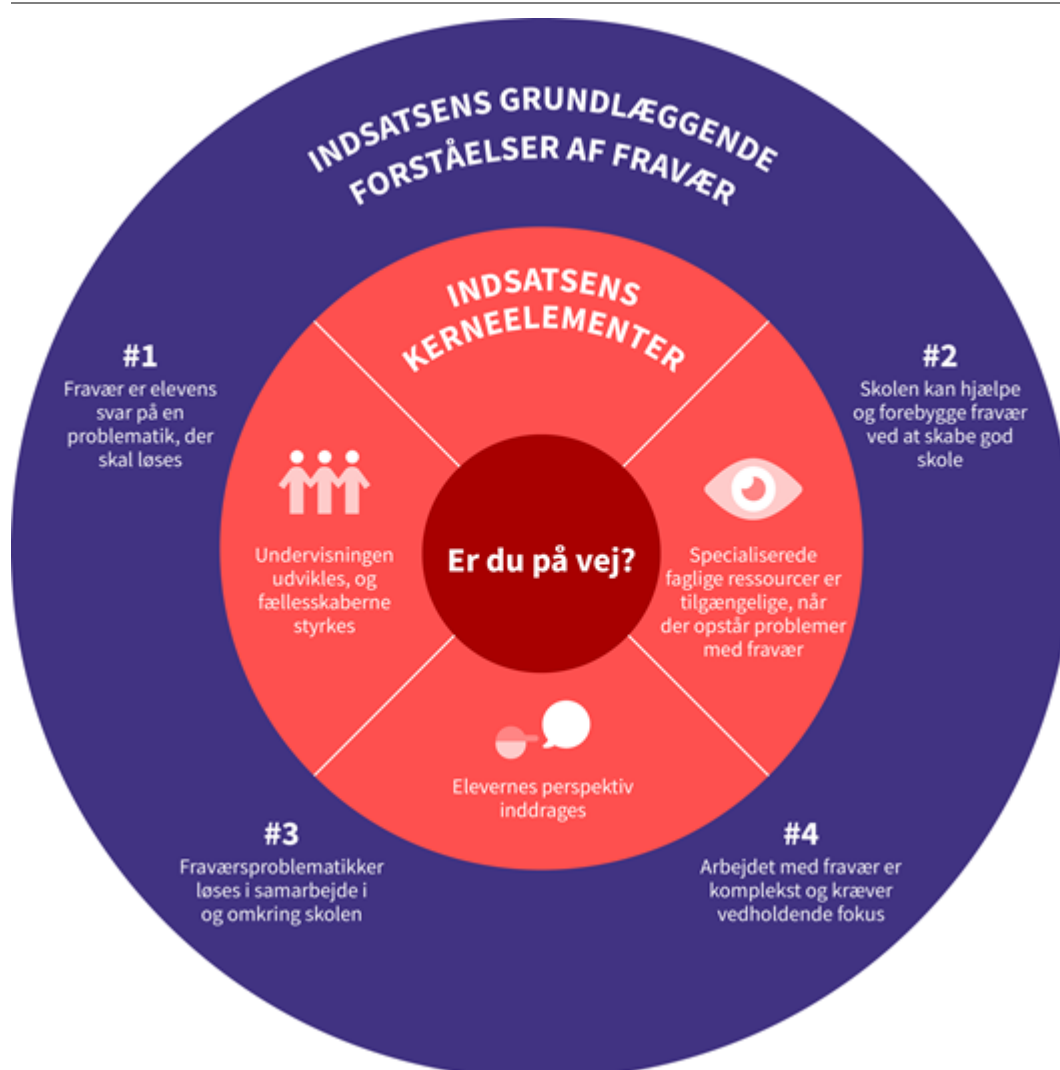 INDSATSENS GRUNDLÆGGENDE
FORSTÅELSER AF FRAVÆR
INDSATSENS
KERNEELEMENTER
#1
Fravær er elevens
svar på en
problematik, der
skal løses
#2
Skolen kan hjælpe
og forebygge fravær
ved at skabe god
skole
Undervisningen
udvikles, og
fællesskaberne
styrkes
Er du på vej?
Specialiserede
faglige ressourcer er
tilgængelige, når
der opstår problemer
med fravær
Elevernes perspektiv
inddrages
#3
Fraværsproblematikker
løses i samarbejde i
og omkring skolen
#4
Arbejdet med fravær er
komplekst og kræver
vedholdende fokus